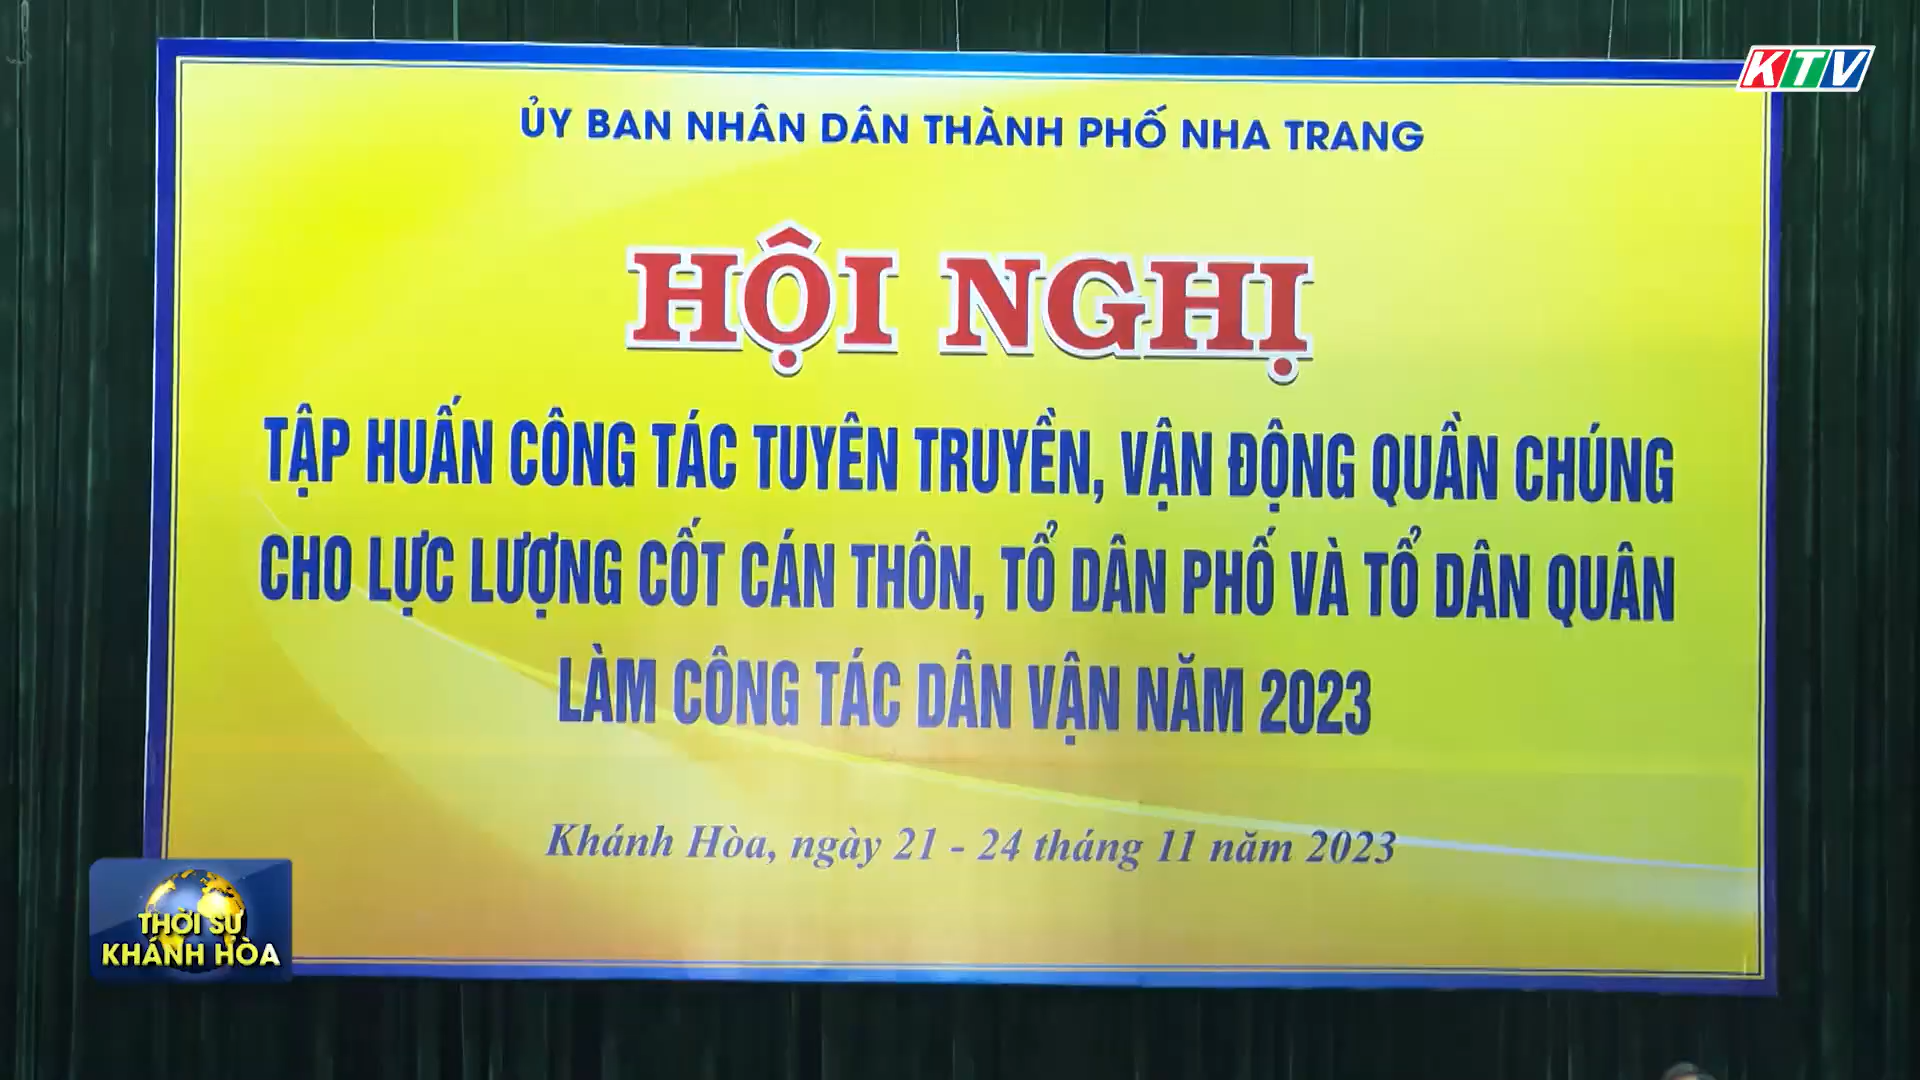 KTV
ỦY BAN NHÂN DÂN THÀNH PHỐ NHA TRANG
HỘI NGHỊ
TẬP HUẤN CÔNG TÁC TUYÊN TRUYỀN, VẬN ĐỘNG QUẦN CHÚNG
CHO LỰC LƯỢNG CỐT CÁN THÔN, TỔ DÂN PHỐ VÀ TỔ DÂN QUÂN
LÀM CÔNG TÁC DÂN VẬN NĂM 2023
Khánh Hòa, ngày 21 - 24 tháng 11 năm 2023
THỜI SỰ
KHÁNH HÒA